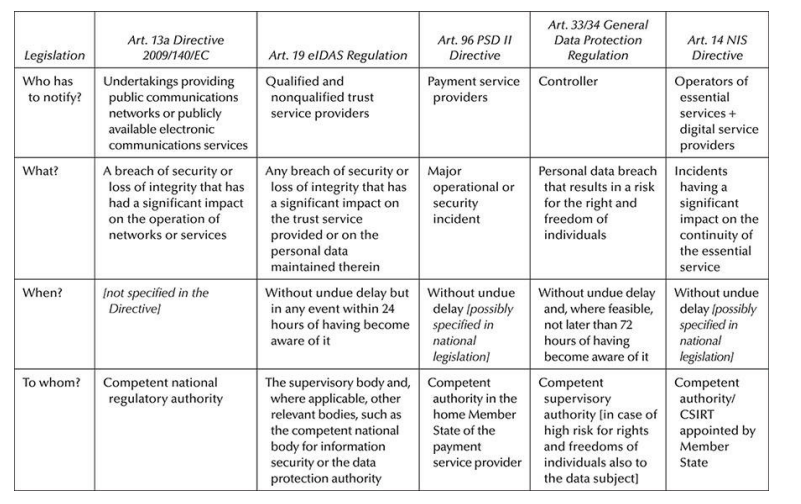 Legislation
Art. 13a Directive
2009/140/EC
Art. 19 eIDAS Regulation
Art. 96 PSD II
Directive
Art. 33/34 General
Data Protection
Regulation
Art. 14 NIS
Directive
Who has
to notify?
Undertakings providing
public communications
networks or publicly
available electronic
communications services
Qualified and
nonqualified trust
service providers
Payment service
providers
Controller
Operators of
essential
services +
digital service
providers
What?
A breach of security or
loss of integrity that has
had a significant impact
on the operation of
networks or services
Any breach of security or
loss of integrity that has
a significant impact on
the trust service
provided or on the
personal data
maintained therein
Major
operational or
security
incident
Personal data breach
that results in a risk
for the right and
freedom of
individuals
Incidents
having a
significant
impact on the
continuity of
the essential
service
When?
[not specified in the
Directive]
Without undue delay but
in any event within 24
hours of having become
aware of it
Without undue
delay [possibly
specified in
national
legislation]
Without undue delay
and, where feasible,
not later than 72
hours of having
become aware of it
Without undue
delay [possibly
specified in
national
legislation]
To whom?
Competent national
regulatory authority
The supervisory body and,
where applicable, other
relevant bodies, such as
the competent national
body for information
security or the data
protection authority
Competent
authority in the
home Member
State of the
payment
service provider
Competent
supervisory
authority [in case of
high risk for rights
and freedoms of
individuals also to
the data subject]
Competent
authority/
CSIRT
appointed by
Member
State